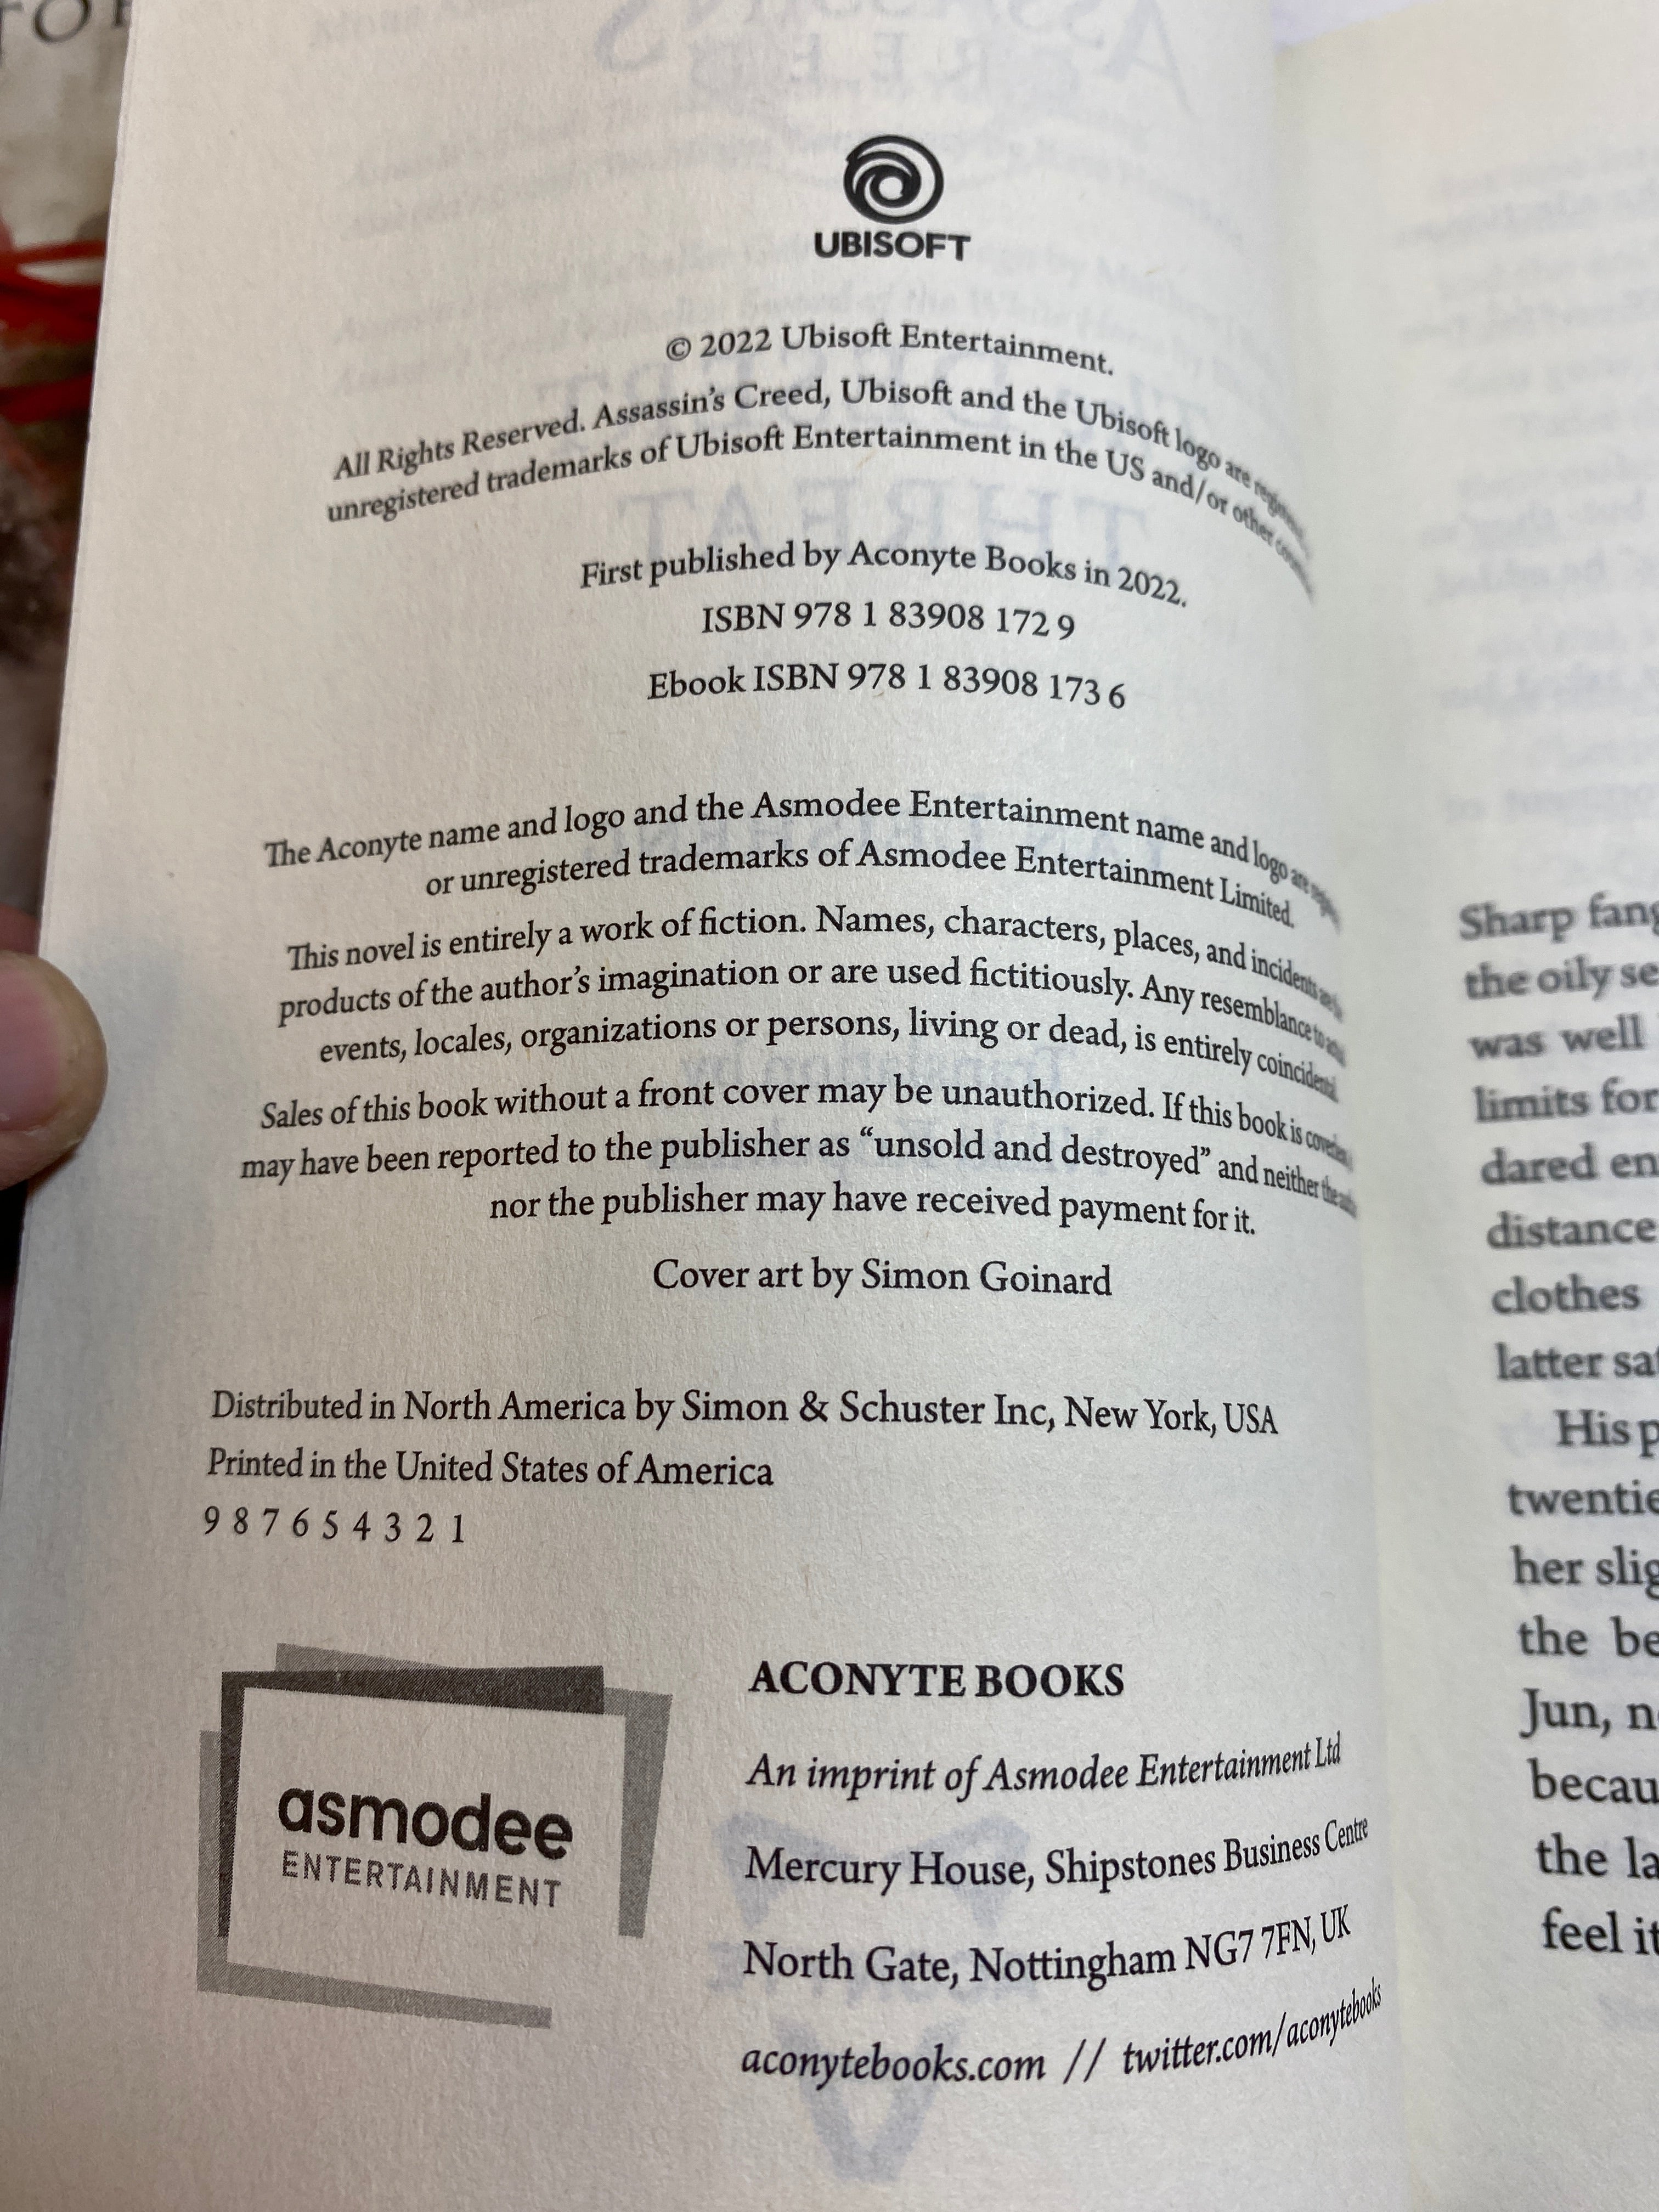 UBISOFT
© 2022 Ubisoft Entertainment.
All Rights Reserved. Assassin's Creed, Ubisoft and the Ubisoft logo are
unregistered trademarks of Ubisoft Entertainment in the US and/or other
First published by Aconyte Books in 2022.
ISBN 978 1 83908 172 9
Ebook ISBN 978 1 83908 173 6
The Aconyte name and logo and the Asmodee Entertainment name and logo are
or unregistered trademarks of Asmodee Entertainment Limited.
This novel is entirely a work of fiction. Names, characters, places, and incidents
products of the author's imagination or are used fictitiously. Any resemblance to
events, locales, organizations or persons, living or dead, is entirely coincidental.
Sales of this book without a front cover may be unauthorized. If this book is
may have been reported to the publisher as “unsold and destroyed” and neither the
nor the publisher may have received payment for it.
Cover art by Simon Goinard
Distributed in North America by Simon & Schuster Inc, New York, USA
Printed in the United States of America
9 8 7 6 5 4 3 2 1
asmodee
ENTERTAINMENT
ACONYTE BOOKS
An imprint of Asmodee Entertainment Ltd
Mercury House, Shipstones Business Centre
North Gate, Nottingham NG7 7FN, UK
aconytebooks.com // twitter.com/aconytebooks
Sharp
the oily
was well
limits for
dared
distance
clothes
latter
His
twentie
her
the
Jun,
becau
the
feel